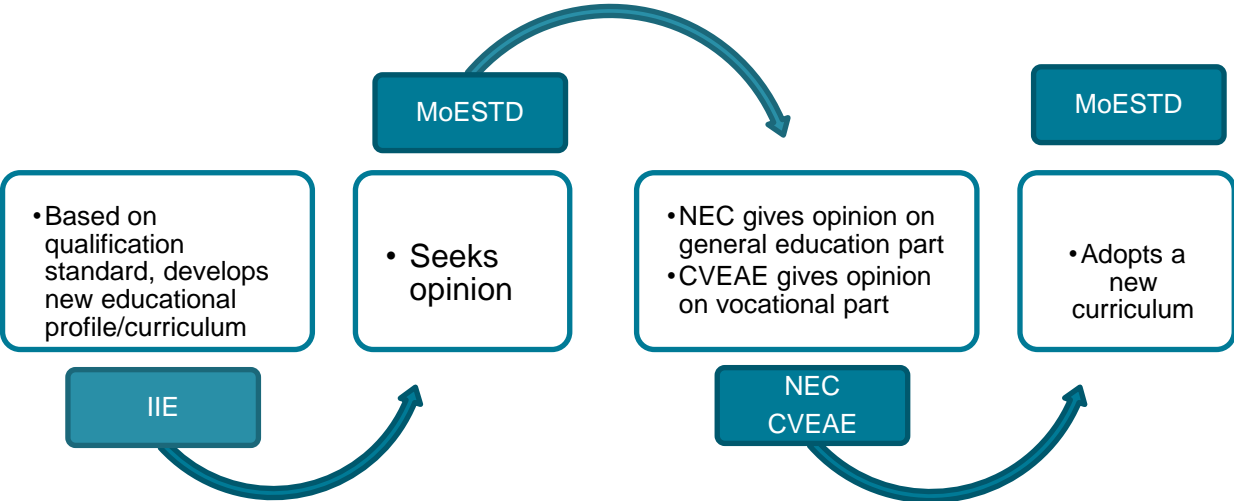 MoESTD
MoESTD
•Based on
qualification
standard, develops
new educational
profile/curriculum
• Seeks
opinion
•NEC gives opinion on
general education part
•CVEAE gives opinion
on vocational part
•Adopts a
new
curriculum
IIE
NEC
CVEAE